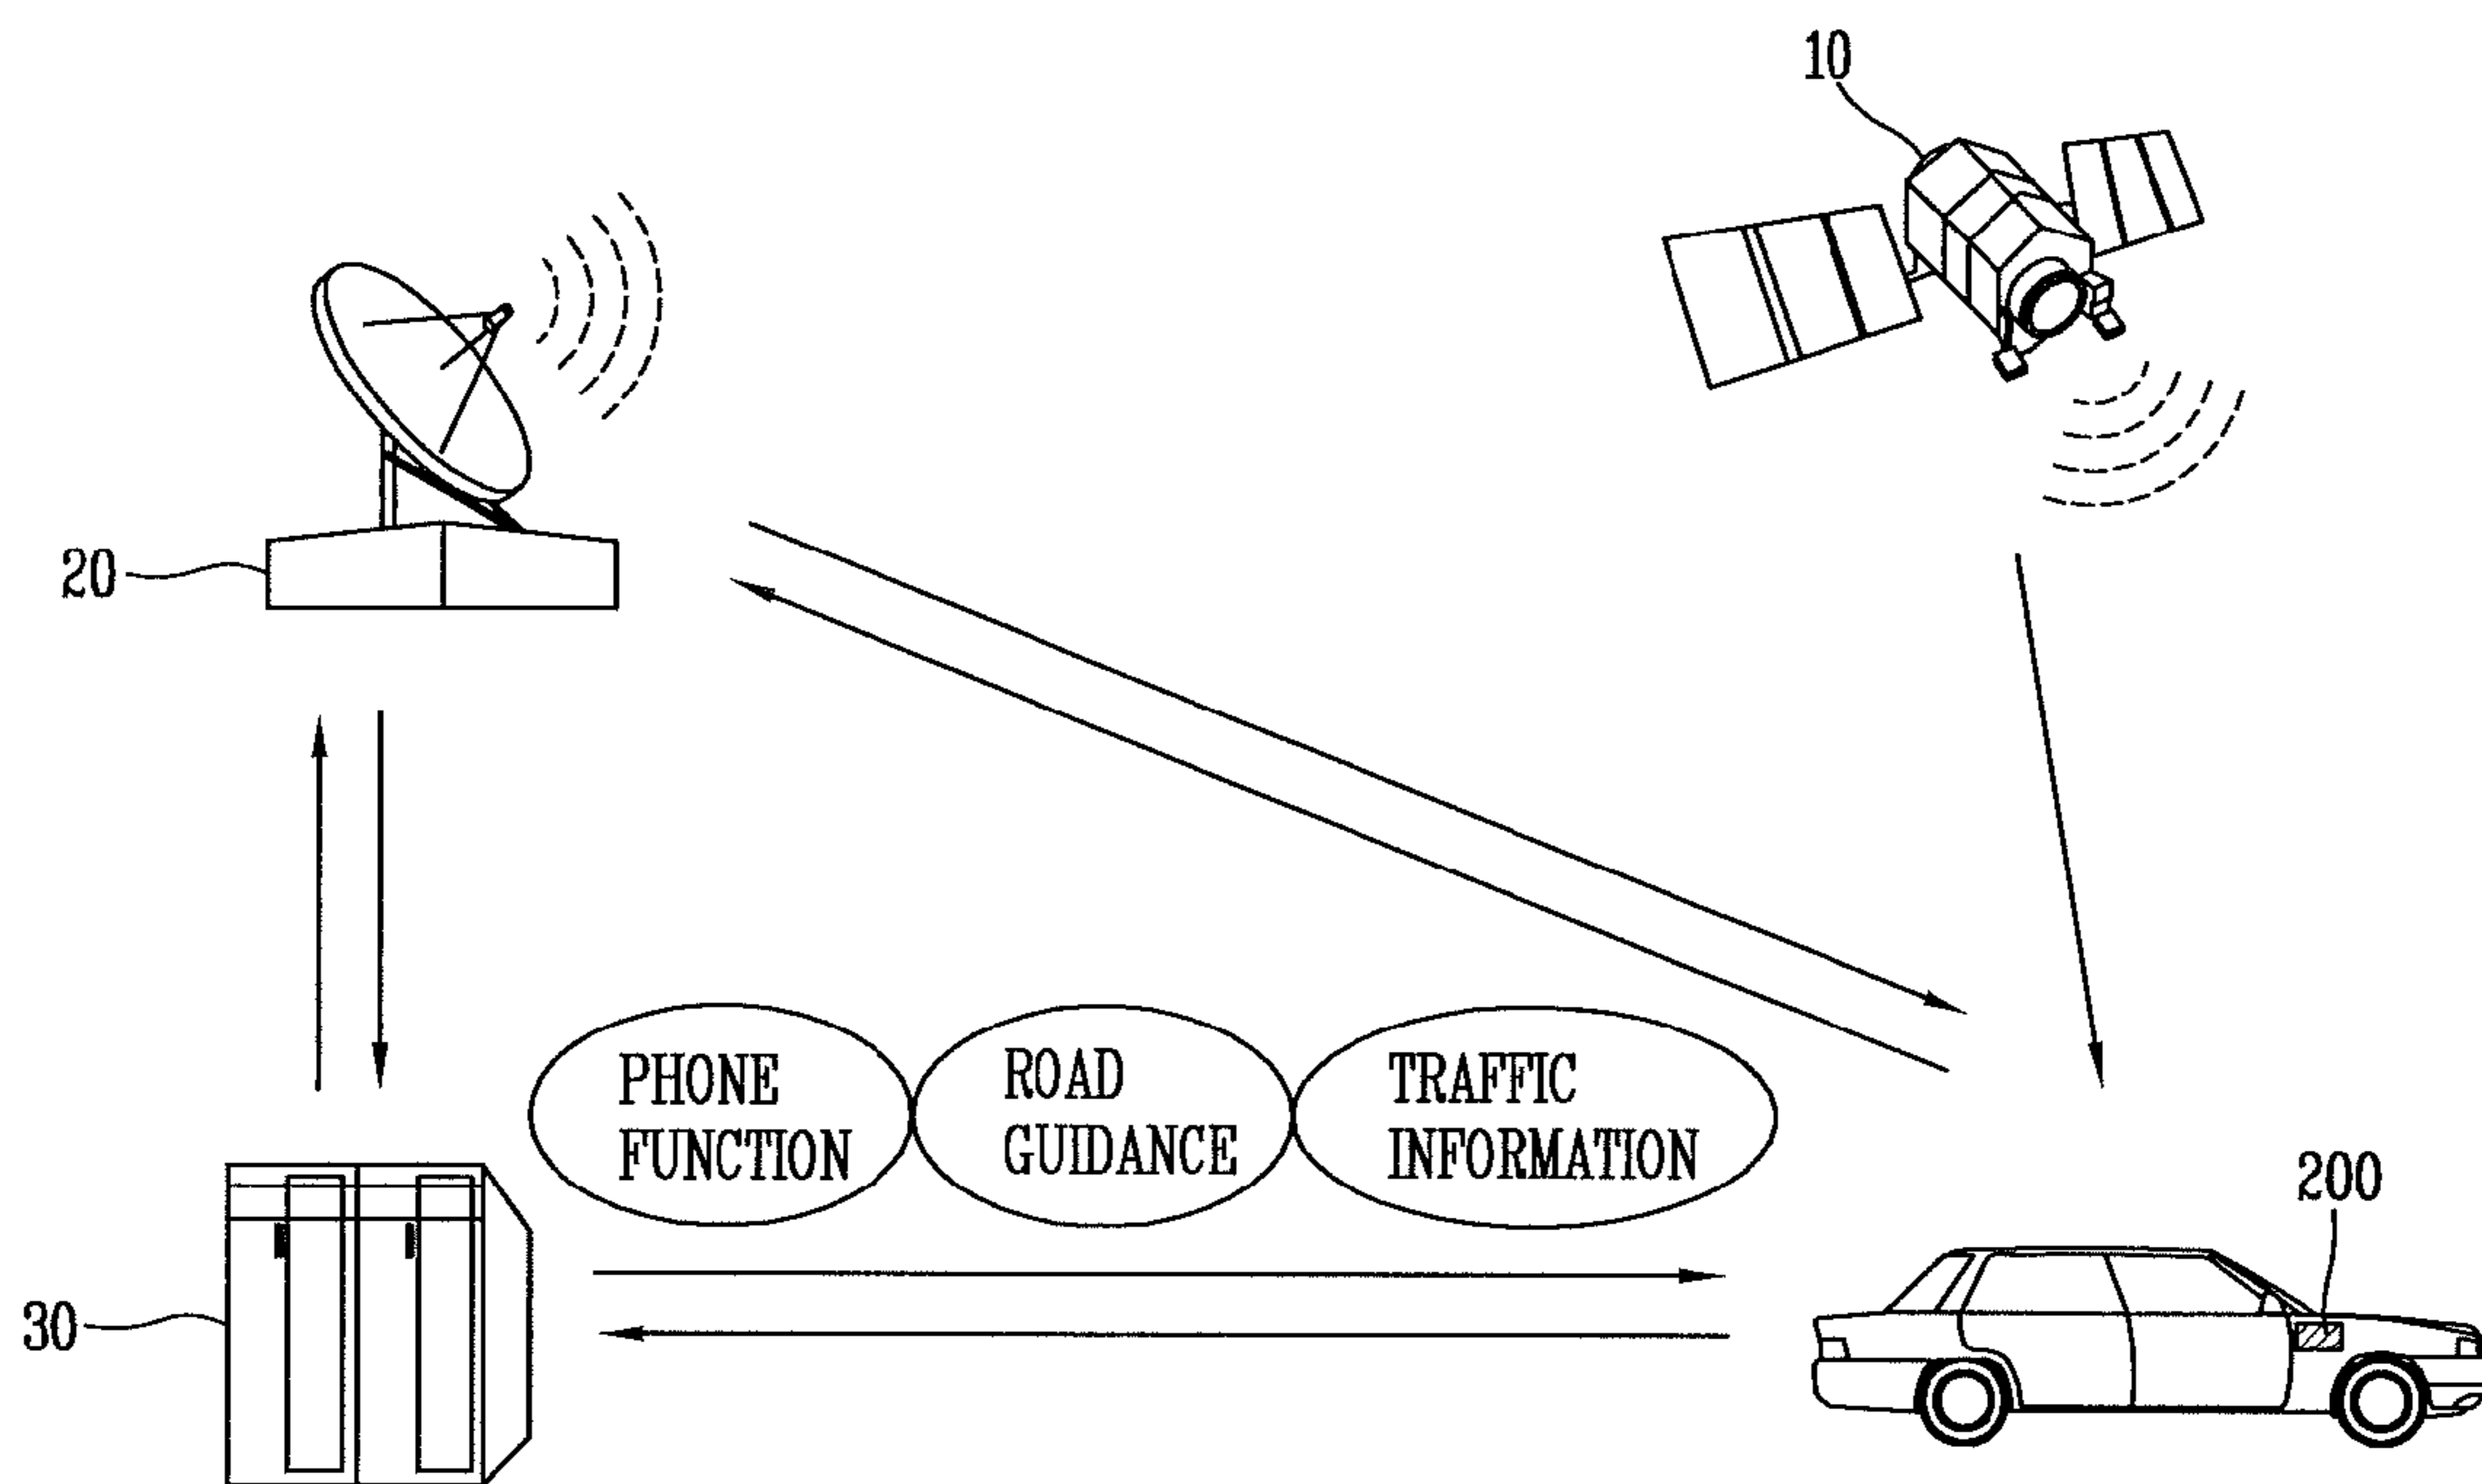 10
20
PHONE
FUNCTION
ROAD
GUIDANCE
TRAFFIC
INFORMATION
200
30